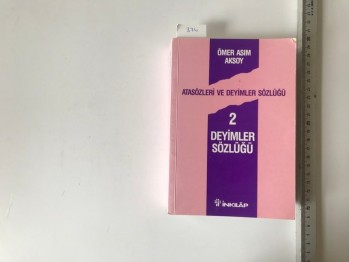 ÖMER ASIM
AKSOY
ATASÖZLERİ VE DEYİMLER SÖZLÜĞÜ
2
DEYİMLER
SÖZLÜĞÜ
İNKILÂP